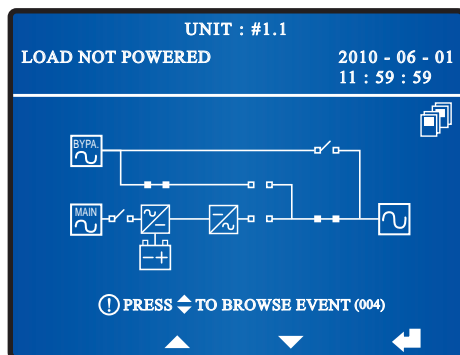 UNIT : #1.1
LOAD NOT POWERED
2010 - 06 - 01
11 : 59 : 59
BYPA.
MAIN
PRESS TO BROWSE EVENT (004)